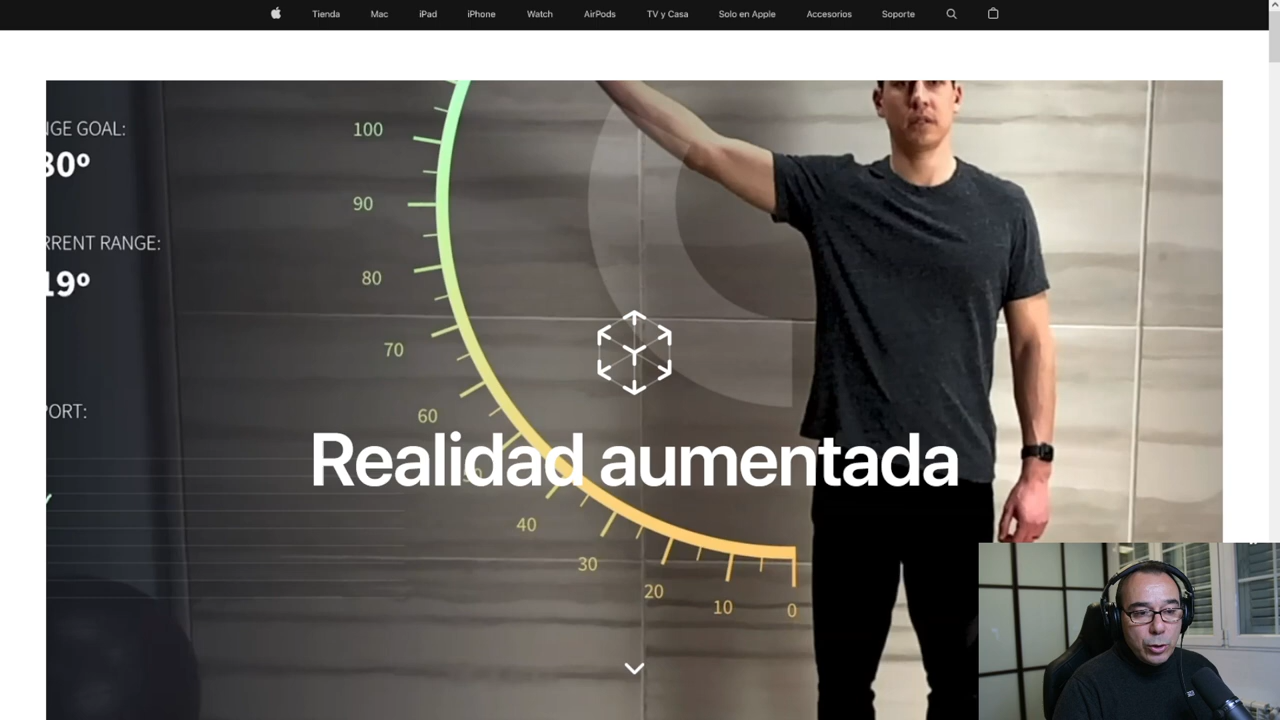 Tienda Mac iPad iPhone Watch AirPods TV y Casa Solo en Apple Accesorios Soporte
NGE GOAL:
80º
RRENT RANGE:
19º
PORT:
100
90
80
70
60
50
40
30
20
10
0
Realidad aumentada